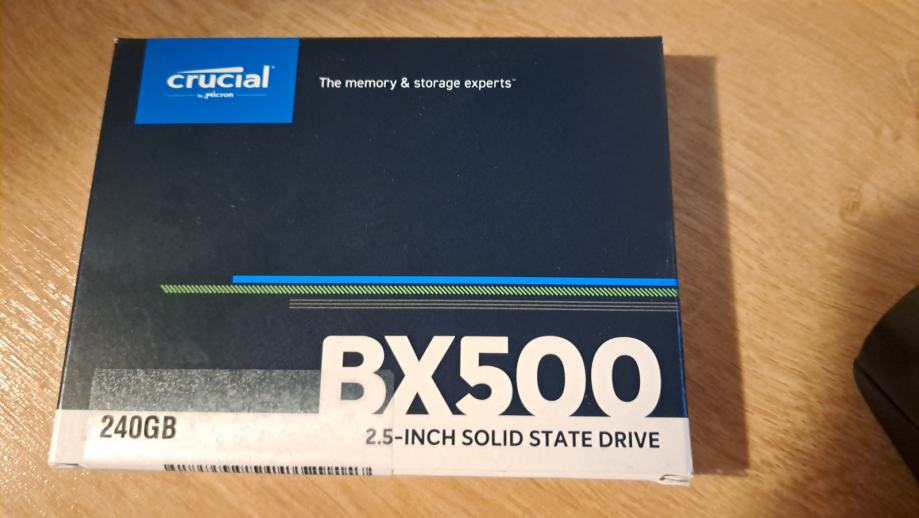 crucial
by Micron
The memory & storage experts™
BX500
240GB
2.5-INCH SOLID STATE DRIVE